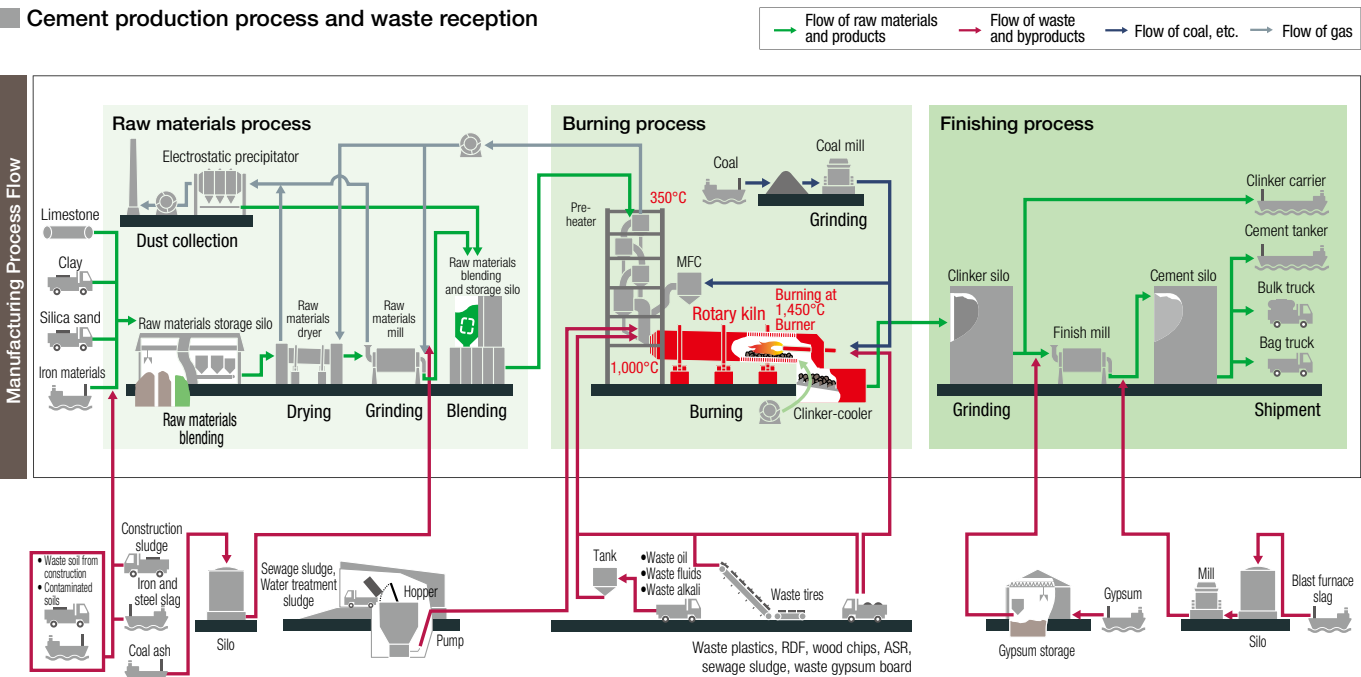 Cement production process and waste reception
Flow of raw materials
and products
Flow of waste
and byproducts
Flow of coal, etc.
Flow of gas
Manufacturing Process Flow
Raw materials process
Electrostatic precipitator
Dust collection
Limestone
Clay
Silica sand
Iron materials
Raw materials storage silo
Raw materials
blending
Raw
materials
dryer
Raw
materials
mill
Raw materials
blending
and storage silo
Drying
Grinding
Blending
Burning process
Pre-
heater
350°C
Coal
Coal mill
Grinding
MFC
Rotary kiln
Burning at
1,450°C
Burner
1,000°C
Burning
Clinker-cooler
Finishing process
Clinker silo
Finish mill
Cement silo
Clinker carrier
Cement tanker
Bulk truck
Bag truck
Grinding
Shipment
• Waste soil from
construction
• Contaminated
soils
Construction
sludge
Iron and
steel slag
Coal ash
Silo
Sewage sludge,
Water treatment
sludge
Hopper
Pump
Tank
•Waste oil
•Waste fluids
•Waste alkali
Waste tires
Waste plastics, RDF, wood chips, ASR,
sewage sludge, waste gypsum board
Gypsum
Gypsum storage
Mill
Silo
Blast furnace
slag